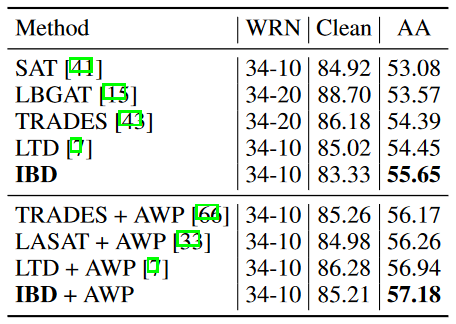 Method WRN Clean AA
SAT [41] 34-10 84.92 53.08
LBGAT [15] 34-20 88.70 53.57
TRADES [43] 34-20 86.18 54.39
LTD [7] 34-10 85.02 54.45
IBD 34-10 83.33 55.65
TRADES + AWP [66] 34-10 85.26 56.17
LASAT + AWP [33] 34-10 84.98 56.26
LTD + AWP [7] 34-10 86.28 56.94
IBD + AWP 34-10 85.21 57.18